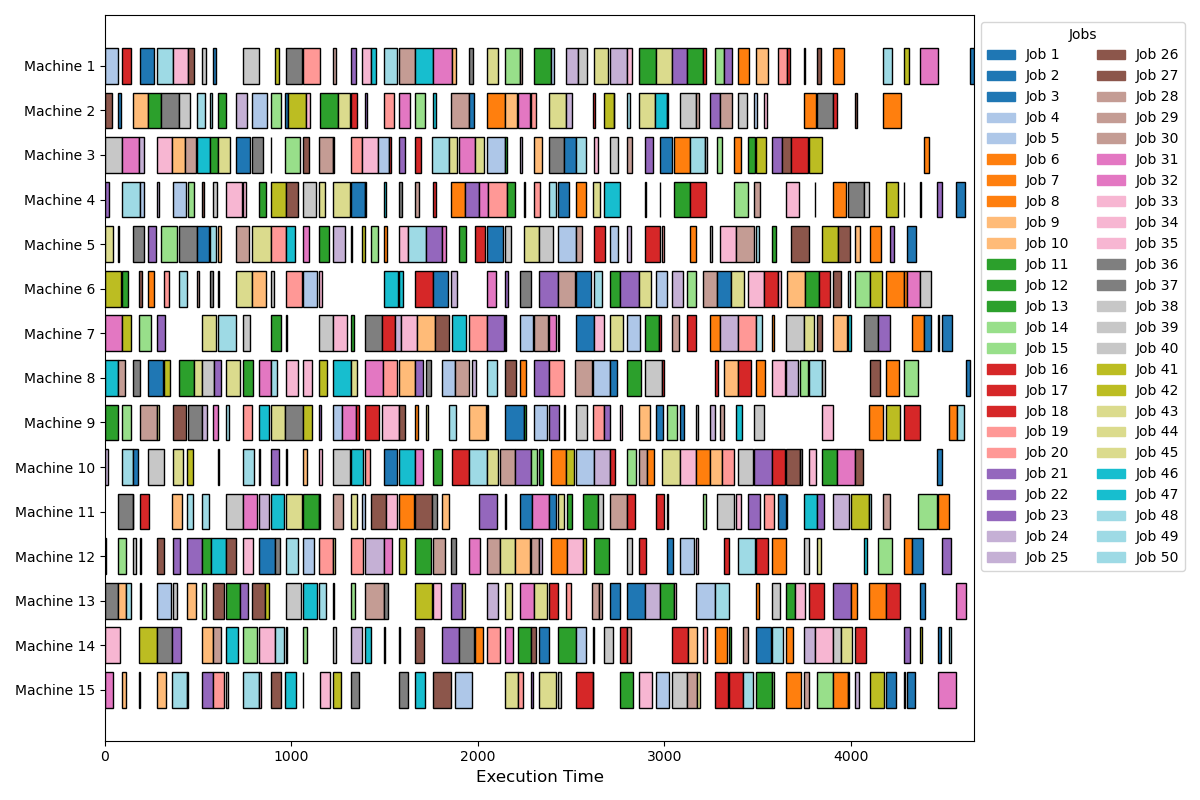 Machine 1
Machine 2
Machine 3
Machine 4
Machine 5
Machine 6
Machine 7
Machine 8
Machine 9
Machine 10
Machine 11
Machine 12
Machine 13
Machine 14
Machine 15
0 1000 2000 3000 4000
Execution Time
Jobs
Job 1
Job 2
Job 3
Job 4
Job 5
Job 6
Job 7
Job 8
Job 9
Job 10
Job 11
Job 12
Job 13
Job 14
Job 15
Job 16
Job 17
Job 18
Job 19
Job 20
Job 21
Job 22
Job 23
Job 24
Job 25
Job 26
Job 27
Job 28
Job 29
Job 30
Job 31
Job 32
Job 33
Job 34
Job 35
Job 36
Job 37
Job 38
Job 39
Job 40
Job 41
Job 42
Job 43
Job 44
Job 45
Job 46
Job 47
Job 48
Job 49
Job 50